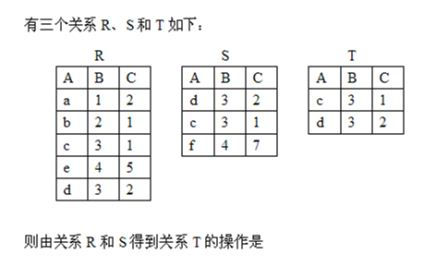 有三个关系 R、S 和 T 如下：
R S T
A B C A B C A B C
a 1 2 d 3 2 c 3 1
b 2 1 c 3 1 d 3 2
c 3 1 f 4 7
e 4 5
d 3 2
则由关系 R 和 S 得到关系 T 的操作是